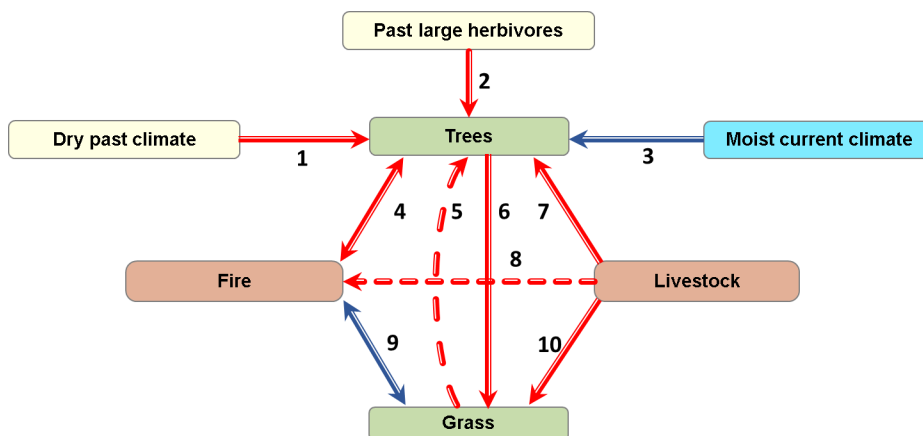 Past large herbivores
2
Dry past climate
Trees
Moist current climate
1
3
4
5
6
7
Fire
8
Livestock
9
10
Grass